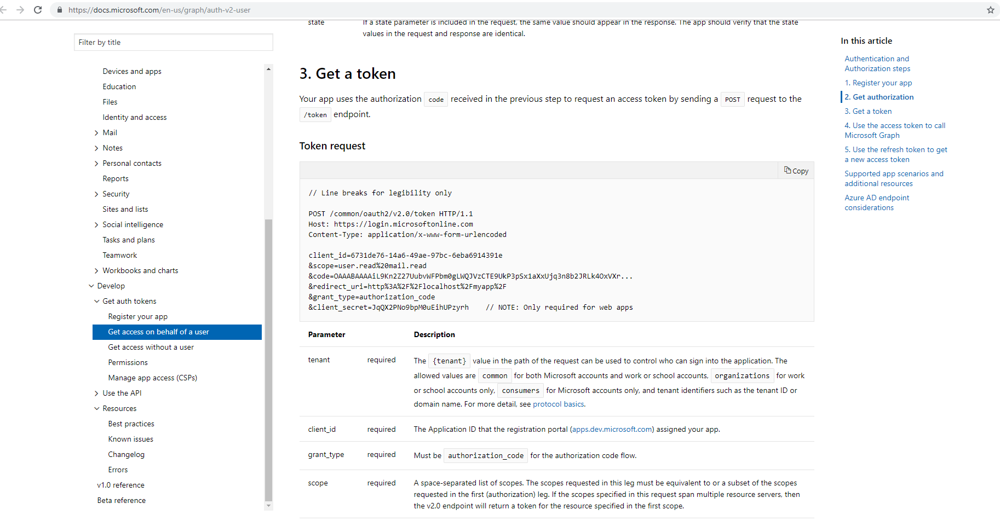 https://docs.microsoft.com/en-us/graph/auth-v2-user
Filter by title
Devices and apps
Education
Files
Identity and access
Mail
Notes
Personal contacts
Reports
Security
Sites and lists
Social intelligence
Tasks and plans
Teamwork
Workbooks and charts
Develop
Get auth tokens
Register your app
Get access on behalf of a user
Get access without a user
Permissions
Manage app access (CSPs)
Use the API
Resources
Best practices
Known issues
Changelog
Errors
v1.0 reference
Beta reference
state If a state parameter is included in the request, the same value should appear in the response. The app should verify that the state
values in the request and response are identical.
3. Get a token
Your app uses the authorization code received in the previous step to request an access token by sending a POST request to the
/token endpoint.
Token request
Copy
// Line breaks for legibility only
POST /common/oauth2/v2.0/token HTTP/1.1
Host: https://login.microsoftonline.com
Content-Type: application/x-www-form-urlencoded
client_id=6731de76-14a6-49ae-97bc-6eba6914391e
&scope=user.read%20mail.read
&code=OAAABAAAAiL9Kn2Z27UubvWFPbm0gLWQJVzCTE9UkP3pSx1aXxUjq3n8b2JRLk4OxVXr...
&redirect_uri=http%3A%2F%2Flocalhost%2Fmyapp%2F
&grant_type=authorization_code
&client_secret=JqQX2PNo9bpM0uEihUPzyrh // NOTE: Only required for web apps
Parameter Description
tenant required The {tenant} value in the path of the request can be used to control who can sign into the application. The
allowed values are common for both Microsoft accounts and work or school accounts, organizations for work
or school accounts only, consumers for Microsoft accounts only, and tenant identifiers such as the tenant ID or
domain name. For more detail, see protocol basics.
client_id required The Application ID that the registration portal (apps.dev.microsoft.com) assigned your app.
grant_type required Must be authorization_code for the authorization code flow.
scope required A space-separated list of scopes. The scopes requested in this leg must be equivalent to or a subset of the scopes
requested in the first (authorization) leg. If the scopes specified in this request span multiple resource servers, then
the v2.0 endpoint will return a token for the resource specified in the first scope.
In this article
Authentication and
Authorization steps
1. Register your app
2. Get authorization
3. Get a token
4. Use the access token to call
Microsoft Graph
5. Use the refresh token to get
a new access token
Supported app scenarios and
additional resources
Azure AD endpoint
considerations